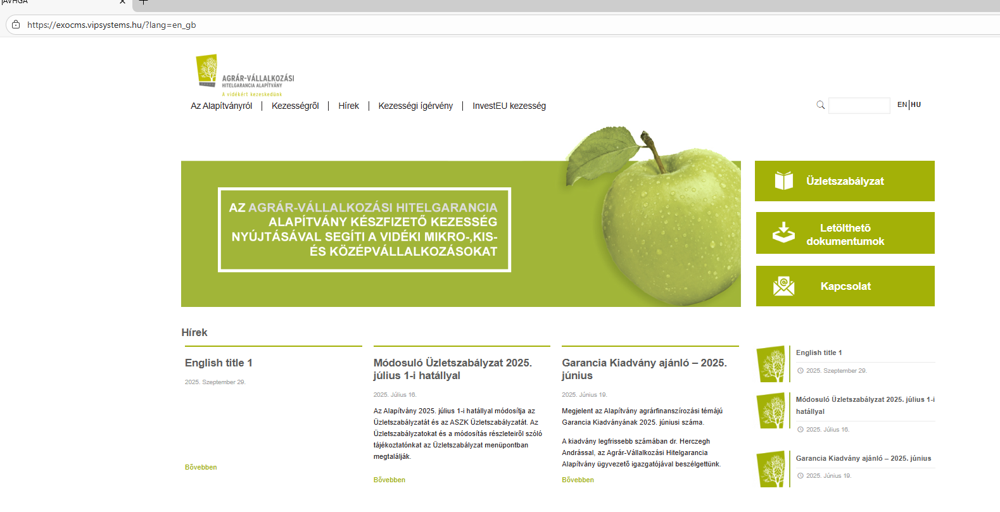 AVHGA
https://exocms.vipsystems.hu/?lang=en_gb
AGRÁR-VÁLLALKOZÁSI
HITELGARANCIA ALAPÍTVÁNY
A vidékért kezeskedünk
Az Alapítványról | Kezességről | Hírek | Kezességi ígérvény | InvestEU kezesség
EN|HU
AZ AGRÁR-VÁLLALKOZÁSI HITELGARANCIA
ALAPÍTVÁNY KÉSZFIZETŐ KEZESSÉG
NYÚJTÁSÁVAL SEGÍTI A VIDÉKI MIKRO-,KIS-
ÉS KÖZÉPVÁLLALKOZÁSOKAT
Üzletszabályzat
Letölthető
dokumentumok
Kapcsolat
Hírek
English title 1
2025. Szeptember 29.
Bővebben
Módosuló Üzletszabályzat 2025.
július 1-i hatállyal
2025. Július 16.
Az Alapítvány 2025. július 1-i hatállyal módosítja az
Üzletszabályzatát és az ASZK Üzletszabályzatát. Az
Üzletszabályzatokat és a módosítás részleteiről szóló
tájékoztatónkat az Üzletszabályzat menüpontban
megtalálják.
Bővebben
Garancia Kiadvány ajánló – 2025.
június
2025. Június 19.
Megjelent az Alapítvány agrárfinanszírozási témájú
Garancia Kiadványának 2025. júniusi száma.
A kiadvány legfrissebb számában dr. Herczegh
Andrással, az Agrár-Vállalkozási Hitelgarancia
Alapítvány ügyvezető igazgatójával beszélgettünk.
Bővebben
English title 1
2025. Szeptember 29.
Módosuló Üzletszabályzat 2025. július 1-i
hatállyal
2025. Július 16.
Garancia Kiadvány ajánló – 2025. június
2025. Június 19.